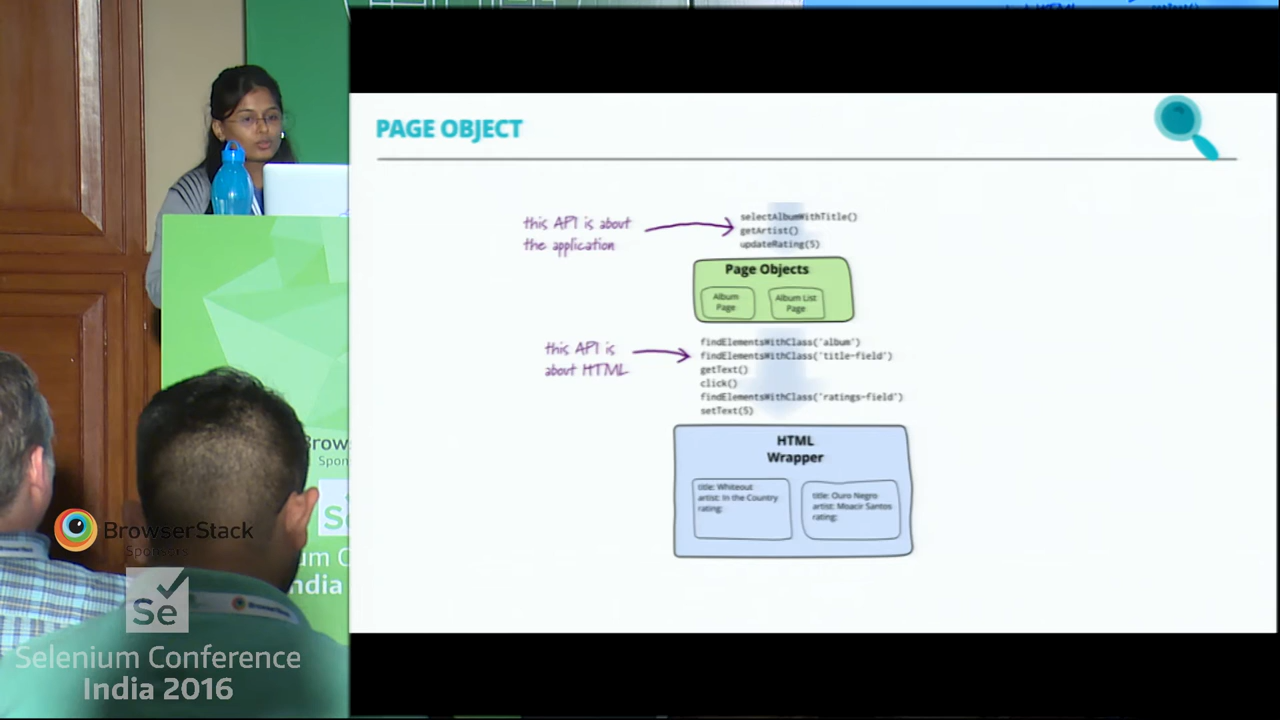 PAGE OBJECT
this API is about
the application
selectAlbumWithTitle()
getArtist()
updateRating(5)
Page Objects
Album
Page
Album List
Page
this API is
about HTML
findElementsWithClass('album')
findElementsWithClass('title-field')
getText()
click()
findElementsWithClass('ratings-field')
setText(5)
HTML
Wrapper
title: Whiteout
artist: In the Country
rating:
title: Ouro Negro
artist: Moacir Santos
rating:
BrowserStack
Sponsors
Se
Selenium Conference
India 2016
BrowserStack